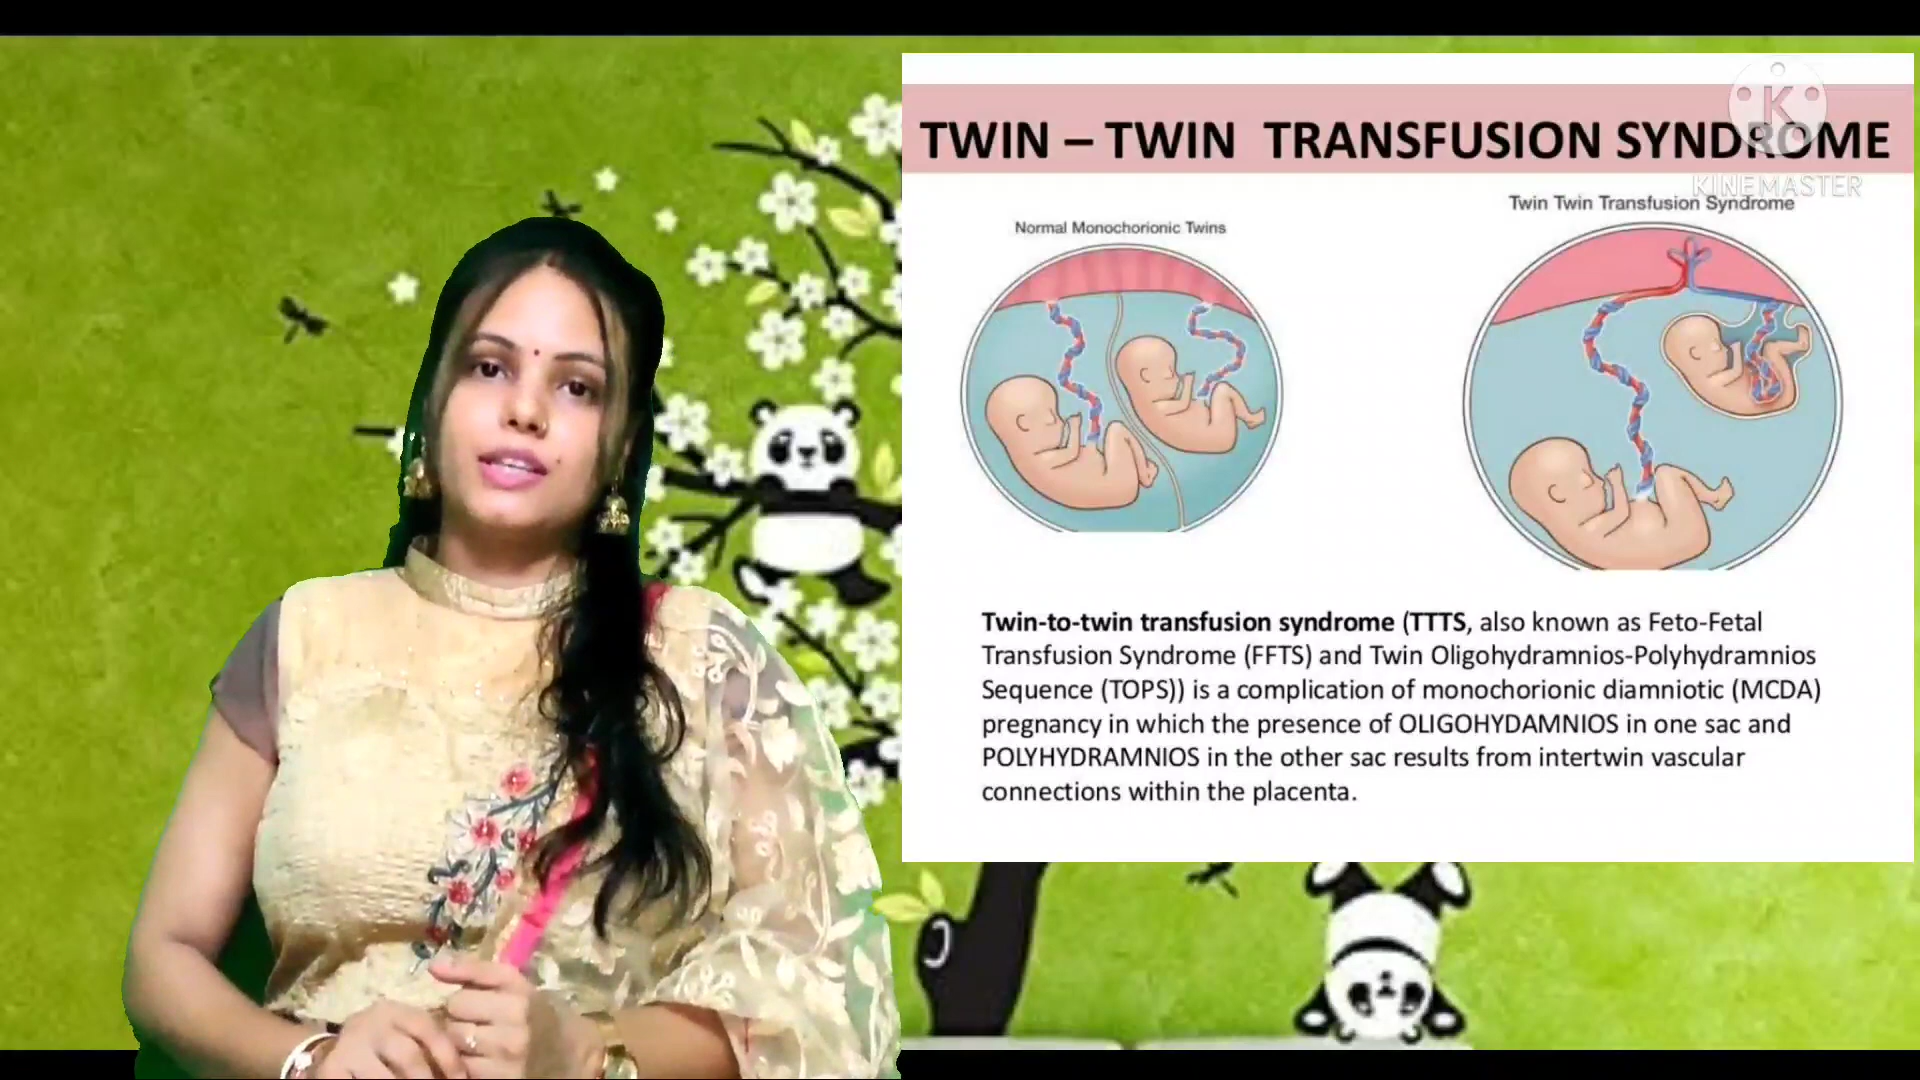 TWIN – TWIN TRANSFUSION SYNDROME
K
KINEMASTER
Twin Twin Transfusion Syndrome
Normal Monochorionic Twins
Twin-to-twin transfusion syndrome (TTTS, also known as Feto-Fetal
Transfusion Syndrome (FFTS) and Twin Oligohydramnios-Polyhydramnios
Sequence (TOPS)) is a complication of monochorionic diamniotic (MCDA)
pregnancy in which the presence of OLIGOHYDAMNIOS in one sac and
POLYHYDRAMNIOS in the other sac results from intertwin vascular
connections within the placenta.